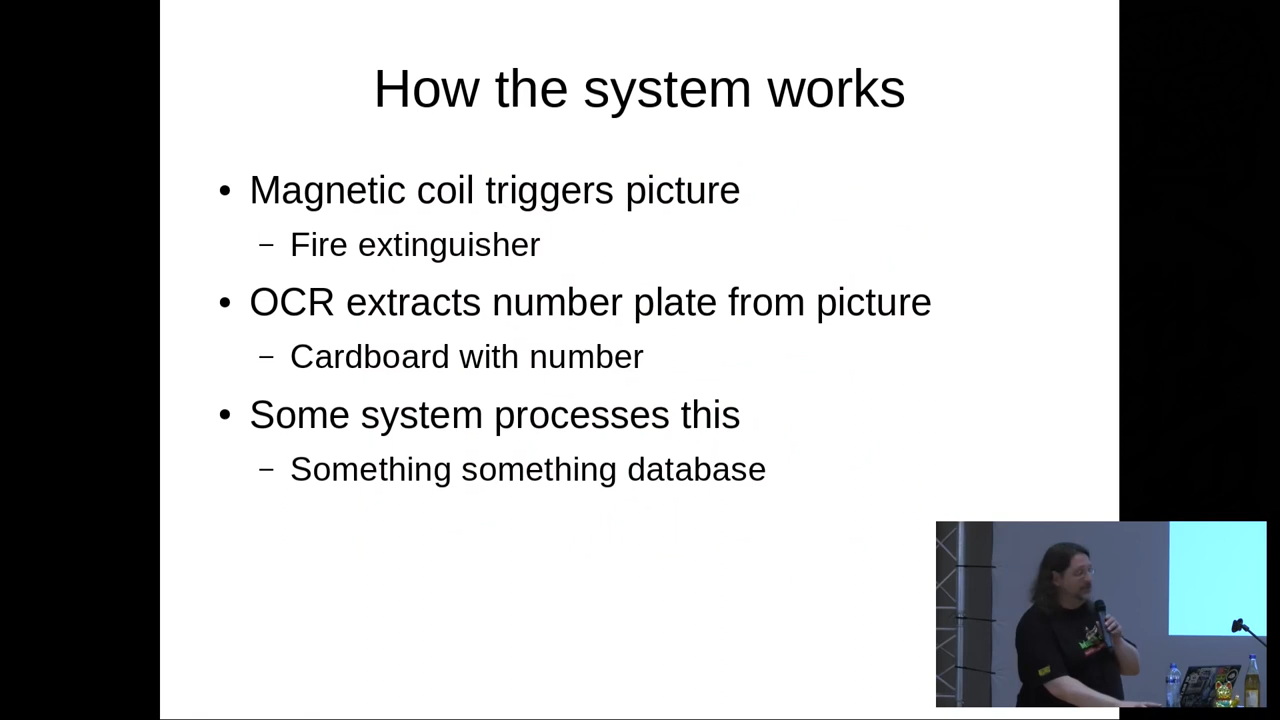 How the system works
• Magnetic coil triggers picture
– Fire extinguisher
• OCR extracts number plate from picture
– Cardboard with number
• Some system processes this
– Something something database